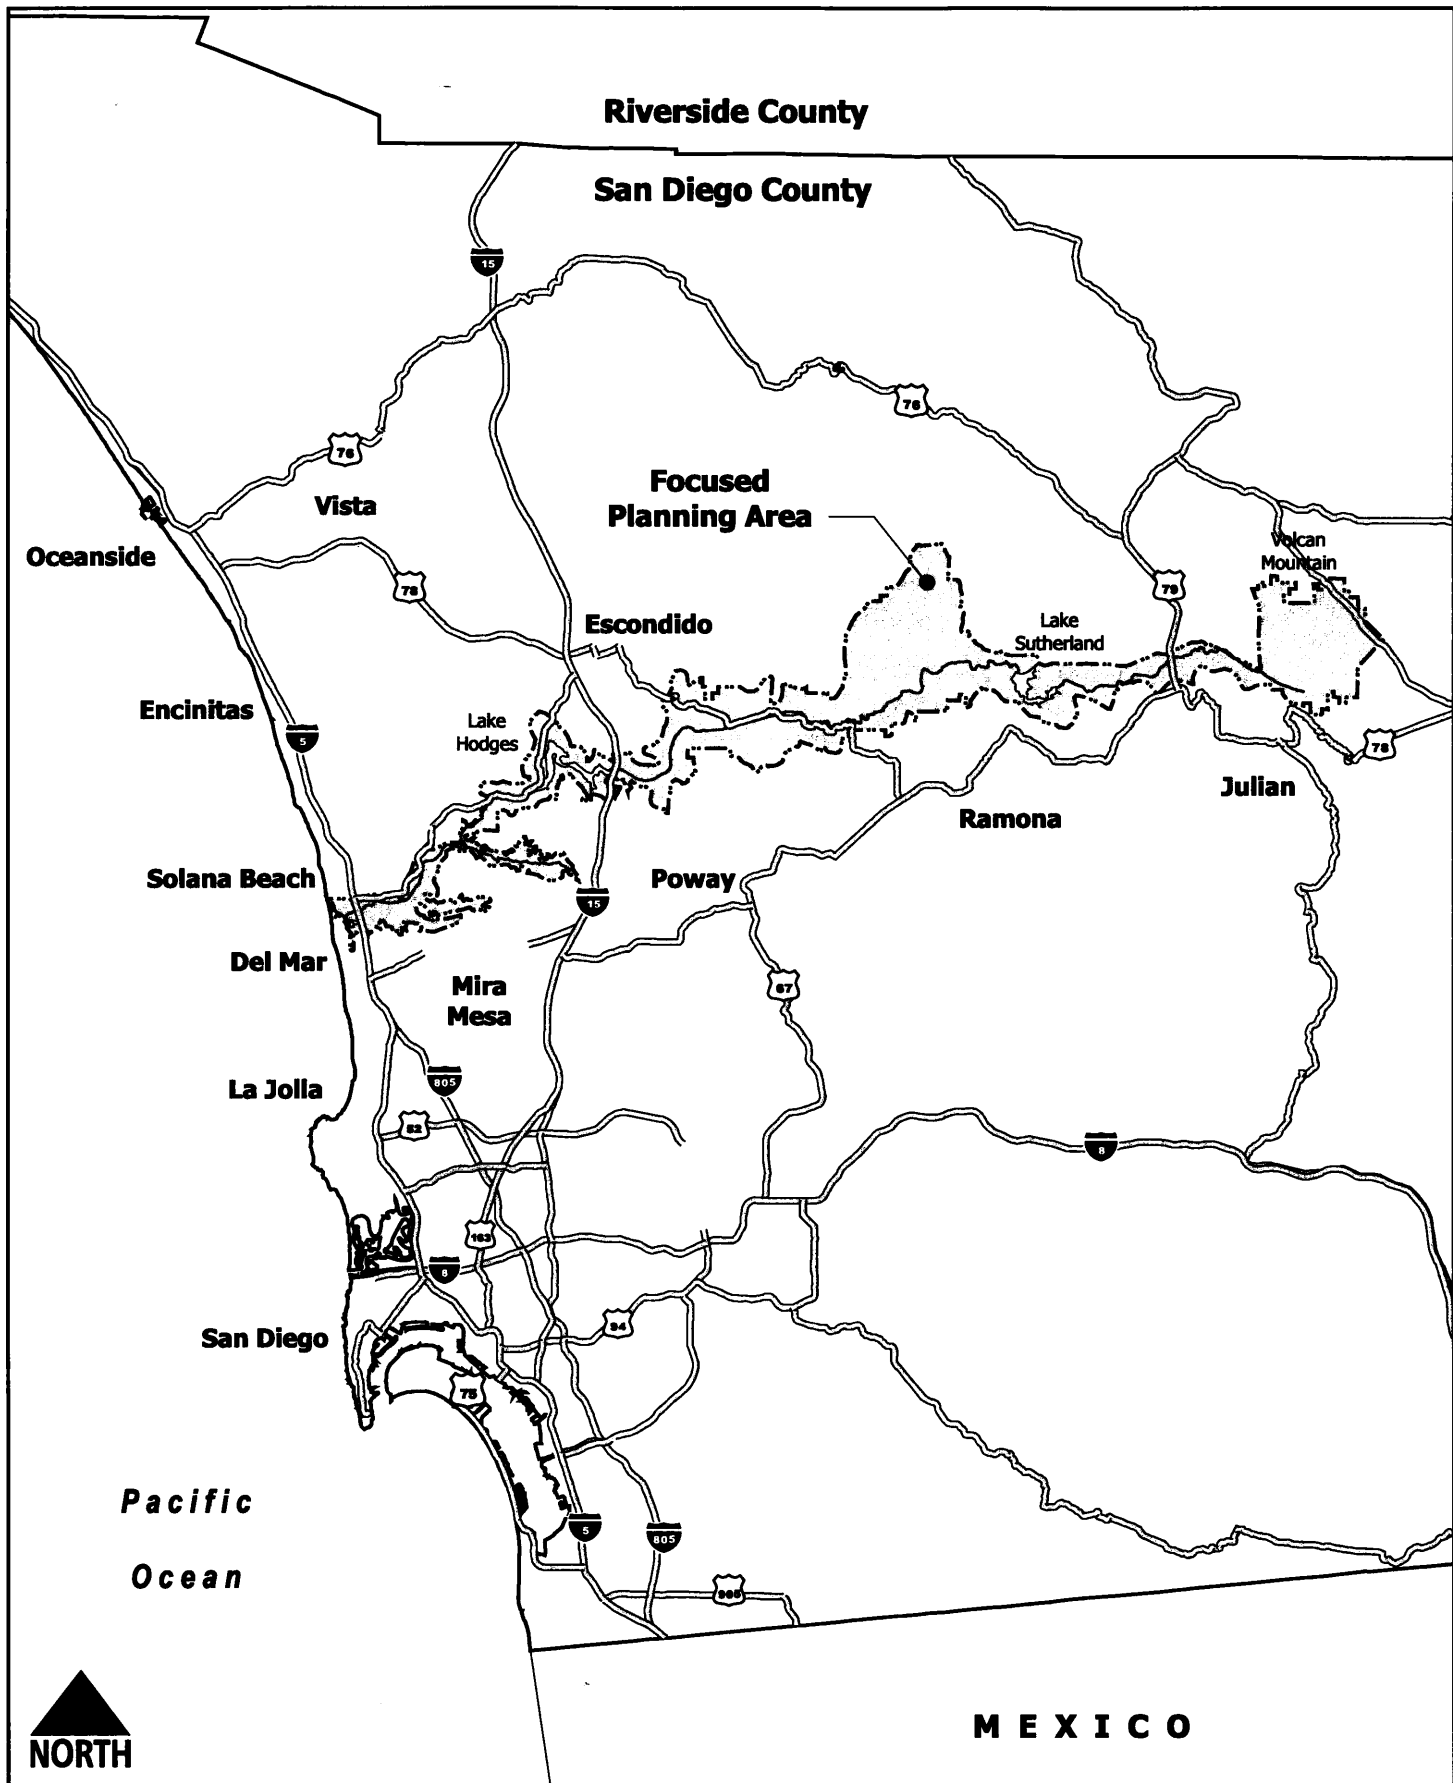 Riverside County
San Diego County
15
76
76
Focused
Planning Area
Vista
Oceanside
Volcan
Mountain
78
79
Escondido
Lake
Sutherland
Encinitas
Lake
Hodges
5
78
Julian
Ramona
Solana Beach
Poway
15
Del Mar
Mira
Mesa
67
La Jolla
805
52
8
163
8
San Diego
94
75
Pacific
Ocean
5
805
905
MEXICO
NORTH